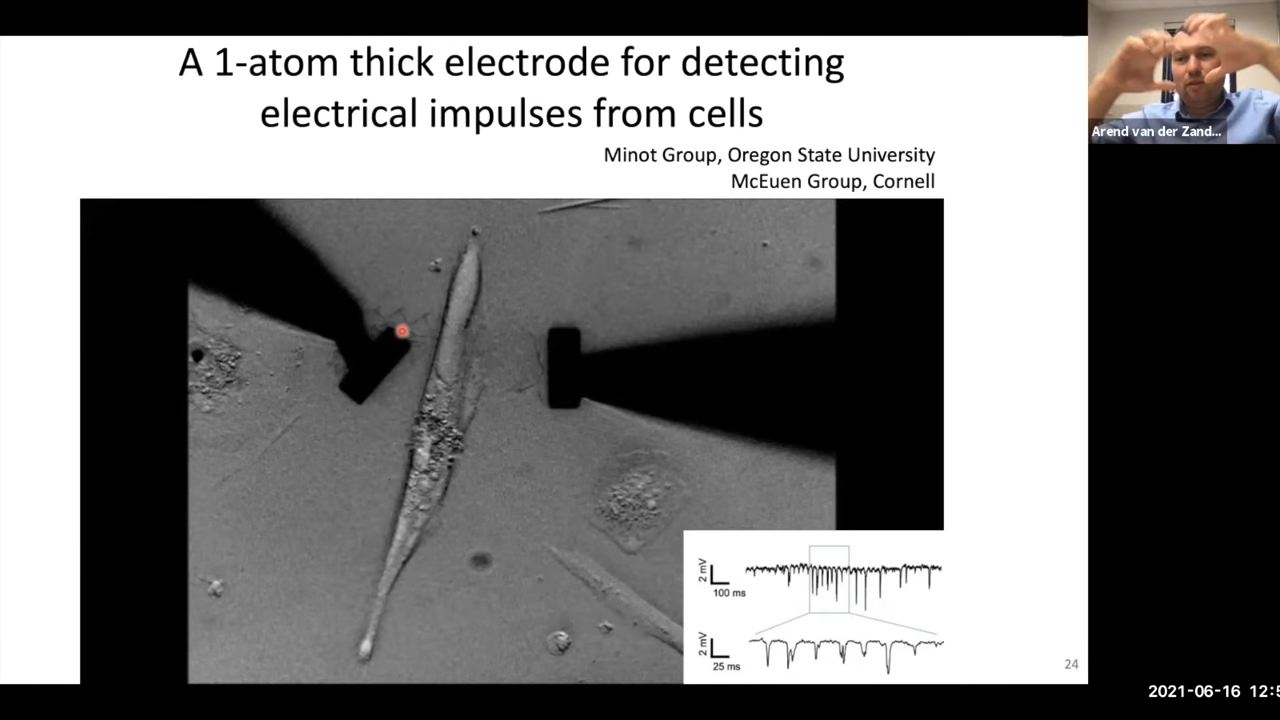 A 1-atom thick electrode for detecting
electrical impulses from cells
Minot Group, Oregon State University
McEuen Group, Cornell
Arend van der Zand...
2 mV
100 ms
2 mV
25 ms
24
2021-06-16 12:5